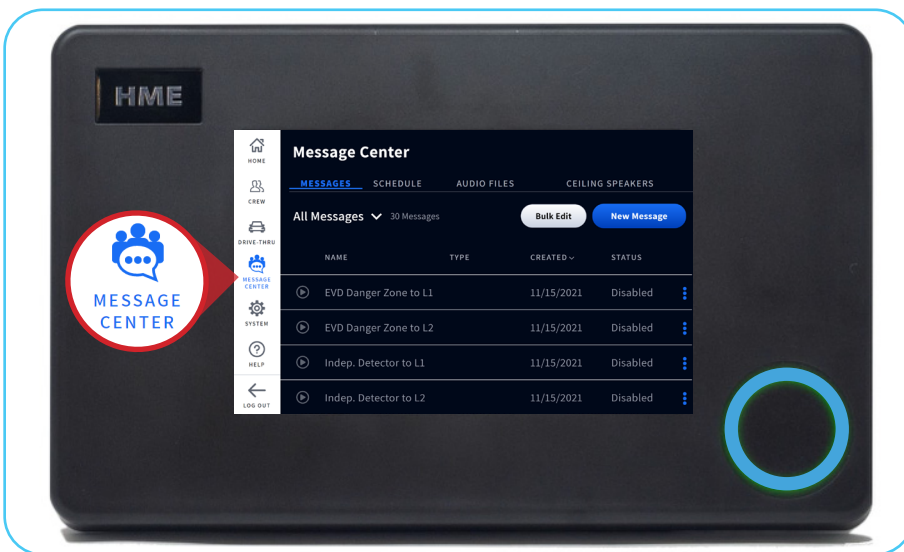 HME
HOME
CREW
DRIVE-THRU
MESSAGE
CENTER
SYSTEM
HELP
LOG OUT
MESSAGE
CENTER
Message Center
MESSAGES SCHEDULE AUDIO FILES CEILING SPEAKERS
All Messages 30 Messages Bulk Edit New Message
NAME TYPE CREATED STATUS
EVD Danger Zone to L1 11/15/2021 Disabled
EVD Danger Zone to L2 11/15/2021 Disabled
Indep. Detector to L1 11/15/2021 Disabled
Indep. Detector to L2 11/15/2021 Disabled